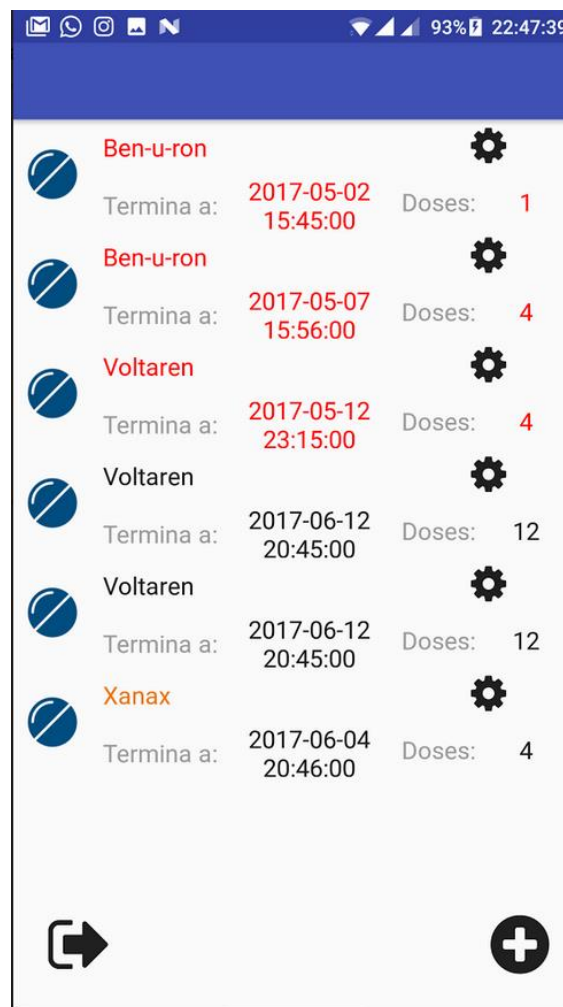 93% 22:47:39
Ben-u-ron
Termina a: 2017-05-02 15:45:00 Doses: 1
Ben-u-ron
Termina a: 2017-05-07 15:56:00 Doses: 4
Voltaren
Termina a: 2017-05-12 23:15:00 Doses: 4
Voltaren
Termina a: 2017-06-12 20:45:00 Doses: 12
Voltaren
Termina a: 2017-06-12 20:45:00 Doses: 12
Xanax
Termina a: 2017-06-04 20:46:00 Doses: 4